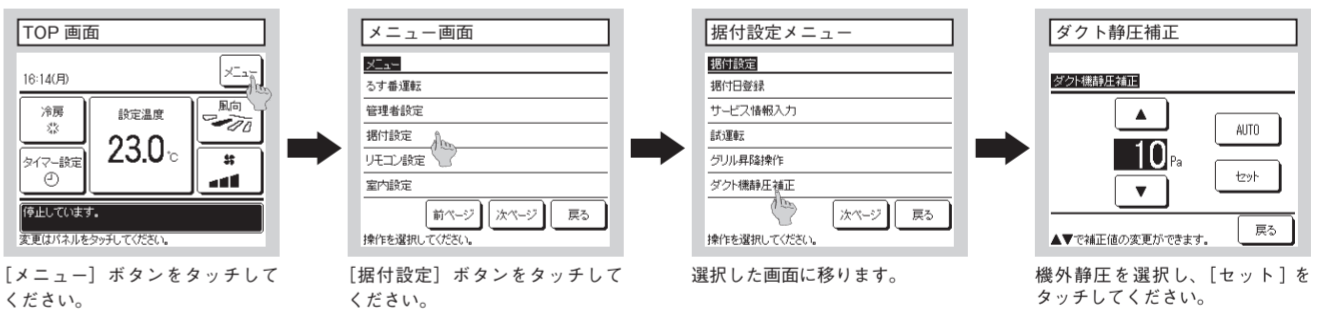 TOP 画面
16:14(月)
メニュー
冷房
設定温度
23.0℃
風向
タイマー設定
停止しています。
変更はパネルをタッチしてください。
[メニュー] ボタンをタッチして
ください。
メニュー画面
メニュー
るす番運転
管理者設定
据付設定
リモコン設定
室内設定
前ページ 次ページ 戻る
操作を選択してください。
[据付設定] ボタンをタッチして
ください。
据付設定メニュー
据付設定
据付日登録
サービス情報入力
試運転
グリル昇降操作
ダクト機静圧補正
次ページ 戻る
操作を選択してください。
選択した画面に移ります。
ダクト静圧補正
ダクト機静圧補正
▲
AUTO
10 Pa
セット
▼
戻る
▲▼で補正値の変更ができます。
機外静圧を選択し、[セット] を
タッチしてください。